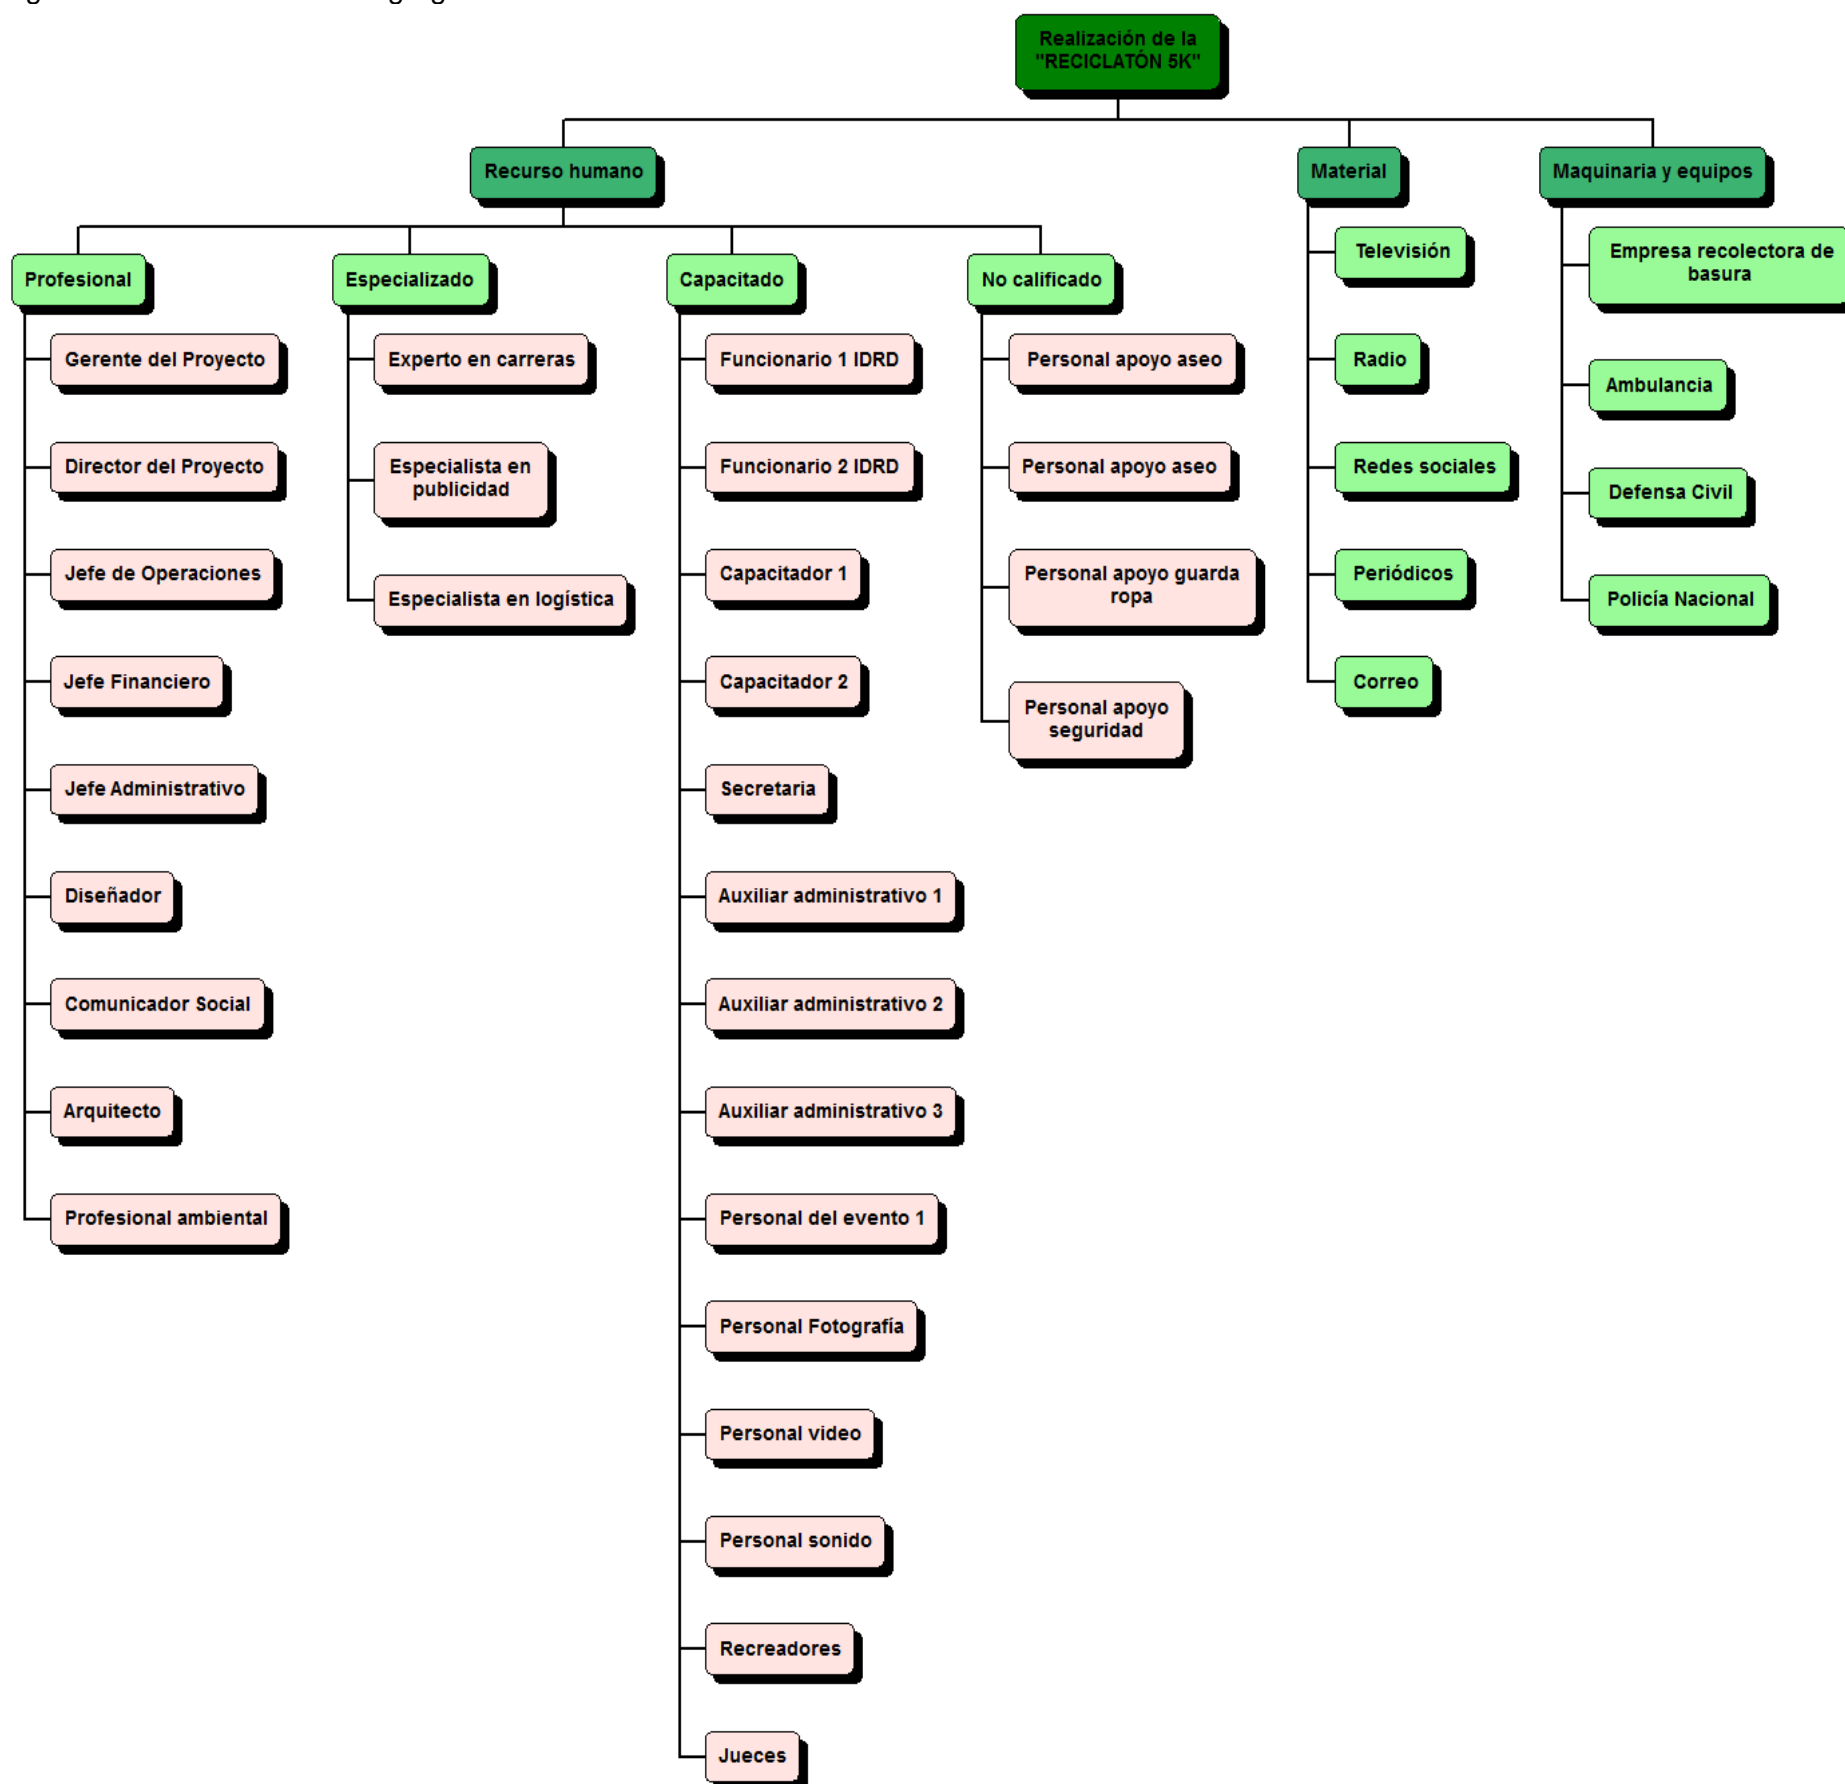 Realización de la
"RECICLATÓN 5K"
Recurso humano
Material
Maquinaria y equipos
Profesional
Gerente del Proyecto
Director del Proyecto
Jefe de Operaciones
Jefe Financiero
Jefe Administrativo
Diseñador
Comunicador Social
Arquitecto
Profesional ambiental
Especializado
Experto en carreras
Especialista en
publicidad
Especialista en logística
Capacitado
Funcionario 1 IDRD
Funcionario 2 IDRD
Capacitador 1
Capacitador 2
Secretaria
Auxiliar administrativo 1
Auxiliar administrativo 2
Auxiliar administrativo 3
Personal del evento 1
Personal Fotografía
Personal video
Personal sonido
Recreadores
Jueces
No calificado
Personal apoyo aseo
Personal apoyo aseo
Personal apoyo guarda
ropa
Personal apoyo
seguridad
Televisión
Radio
Redes sociales
Periódicos
Correo
Empresa recolectora de
basura
Ambulancia
Defensa Civil
Policía Nacional